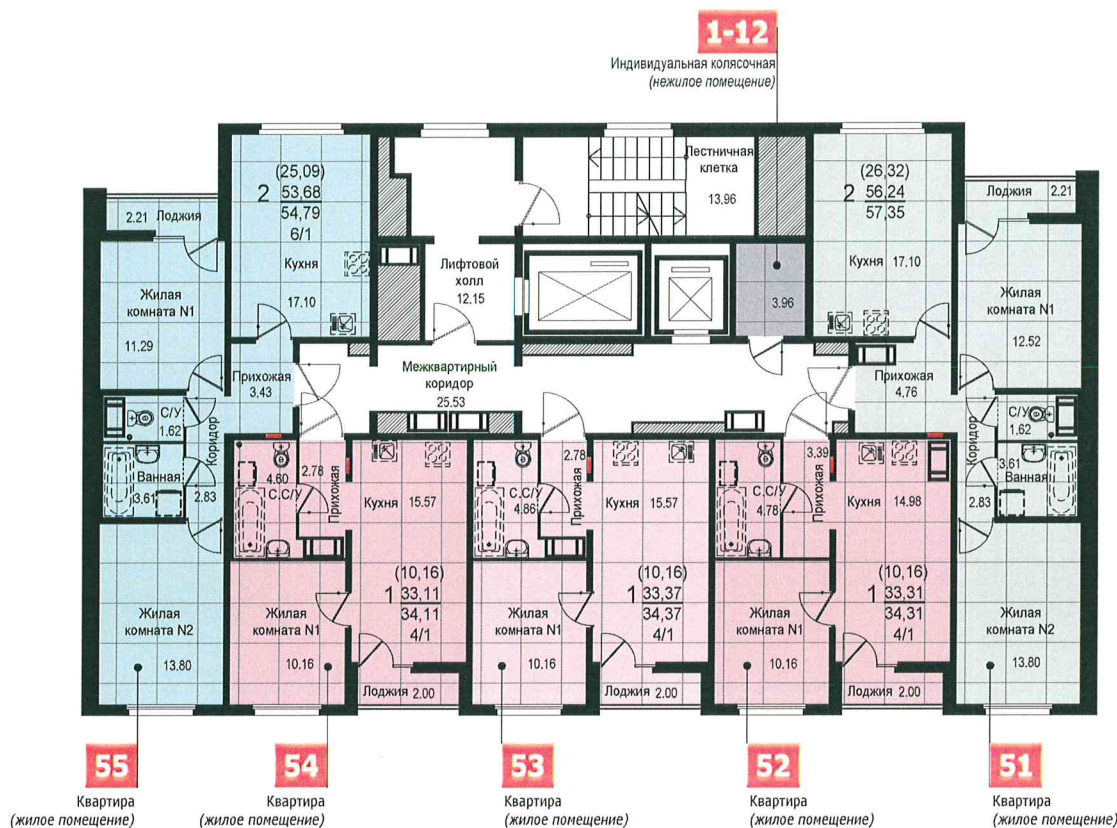 1-12
Индивидуальная колясочная
(нежилое помещение)
2.21
Лоджия
2
(25,09)
53,68
54,79
6/1
Кухня
17.10
Лестничная
клетка
13.96
2
(26,32)
56,24
57,35
Кухня
17.10
Лоджия
2.21
Жилая
комната N1
11.29
Лифтовой
холл
12.15
3.96
Жилая
комната N1
12.52
Прихожая
3.43
Межквартирный
коридор
25.53
Прихожая
4.76
С/У
1.62
Ванная
3.61
Коридор
2.83
4.60
С.С/У
2.78
Прихожая
Кухня
15.57
С.С/У
4.86
2.78
Прихожая
Кухня
15.57
С.С/У
4.78
3.39
Прихожая
Кухня
14.98
С/У
1.62
3.61
Ванная
Коридор
2.83
1
(10,16)
33,11
34,11
4/1
1
(10,16)
33,37
34,37
4/1
1
(10,16)
33,31
34,31
4/1
Жилая
комната N2
13.80
Жилая
комната N1
10.16
Лоджия 2.00
Жилая
комната N1
10.16
Лоджия 2.00
Жилая
комната N1
10.16
Лоджия 2.00
Жилая
комната N2
13.80
55
Квартира
(жилое помещение)
54
Квартира
(жилое помещение)
53
Квартира
(жилое помещение)
52
Квартира
(жилое помещение)
51
Квартира
(жилое помещение)